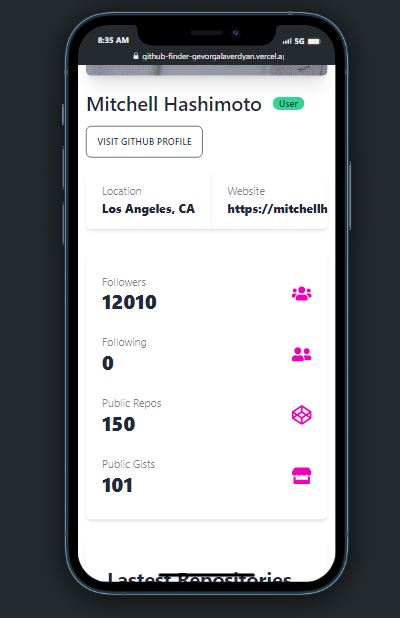 8:35 AM
5G
github-finder-gevorgalaverdyan.vercel.a
Mitchell Hashimoto User
VISIT GITHUB PROFILE
Location Website
Los Angeles, CA https://mitchellh
Followers
12010
Following
0
Public Repos
150
Public Gists
101
Lastest Repositories